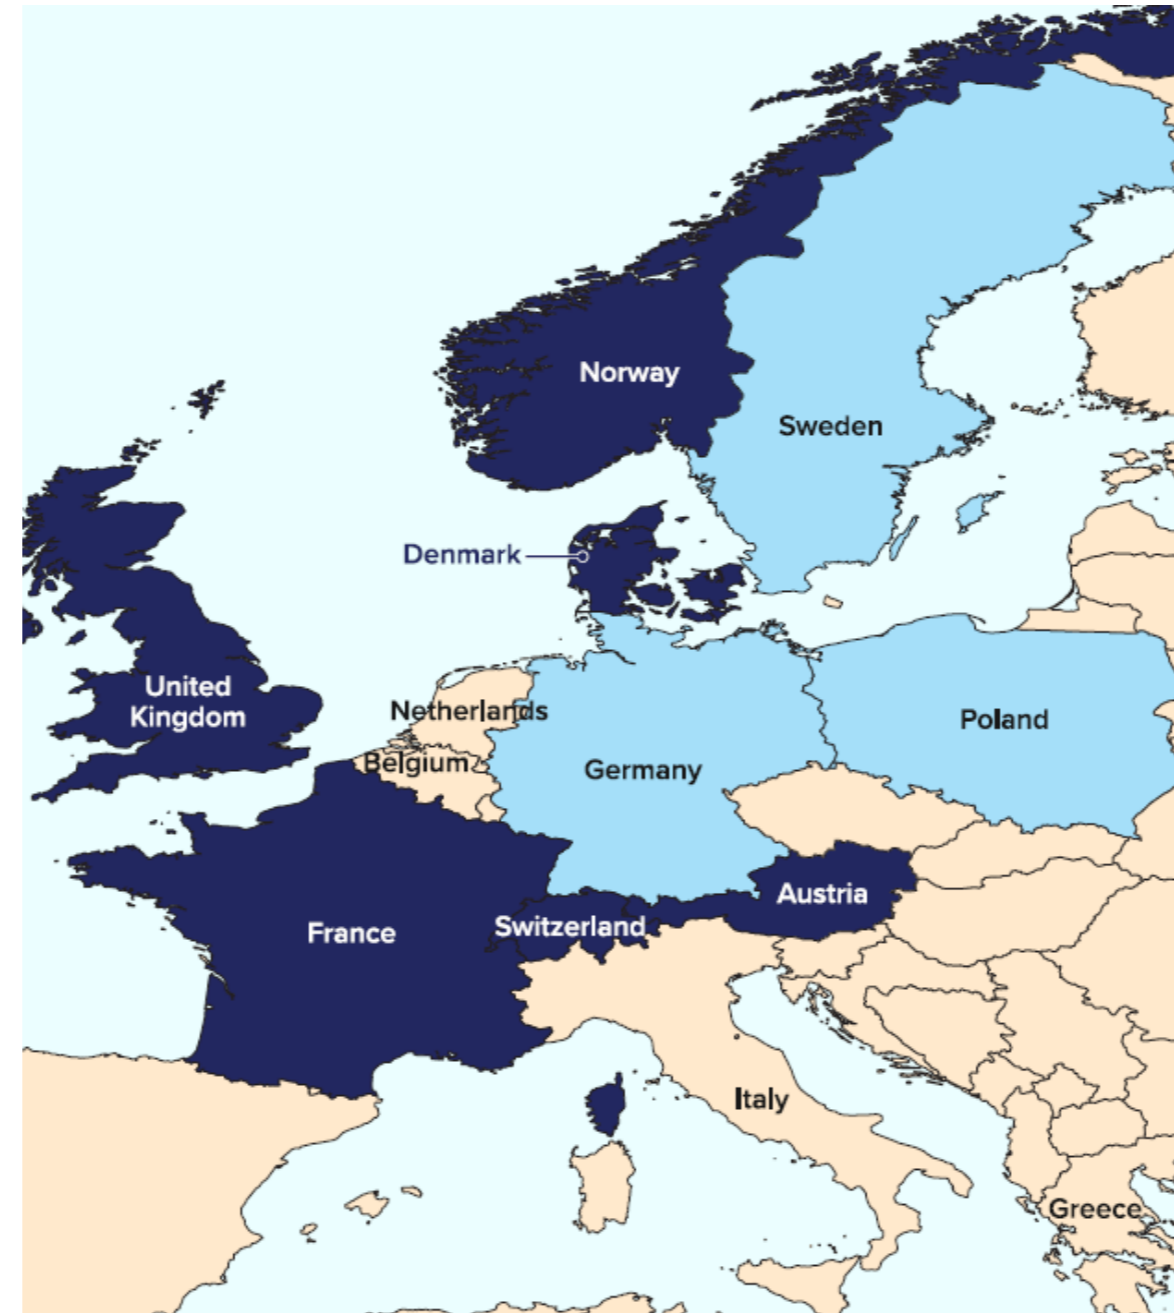 Norway
Sweden
Denmark
United
Kingdom
Netherlands
Belgium
Germany
Poland
Austria
Switzerland
France
Italy
Greece